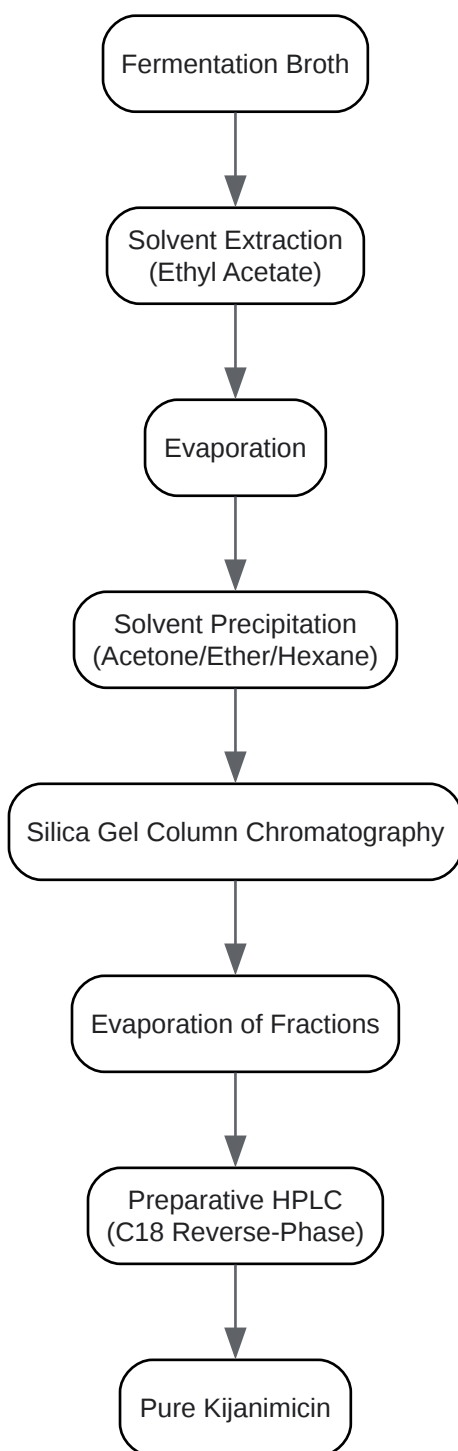 Fermentation Broth
Solvent Extraction
(Ethyl Acetate)
Evaporation
Solvent Precipitation
(Acetone/Ether/Hexane)
Silica Gel Column Chromatography
Evaporation of Fractions
Preparative HPLC
(C18 Reverse-Phase)
Pure Kijanimicin